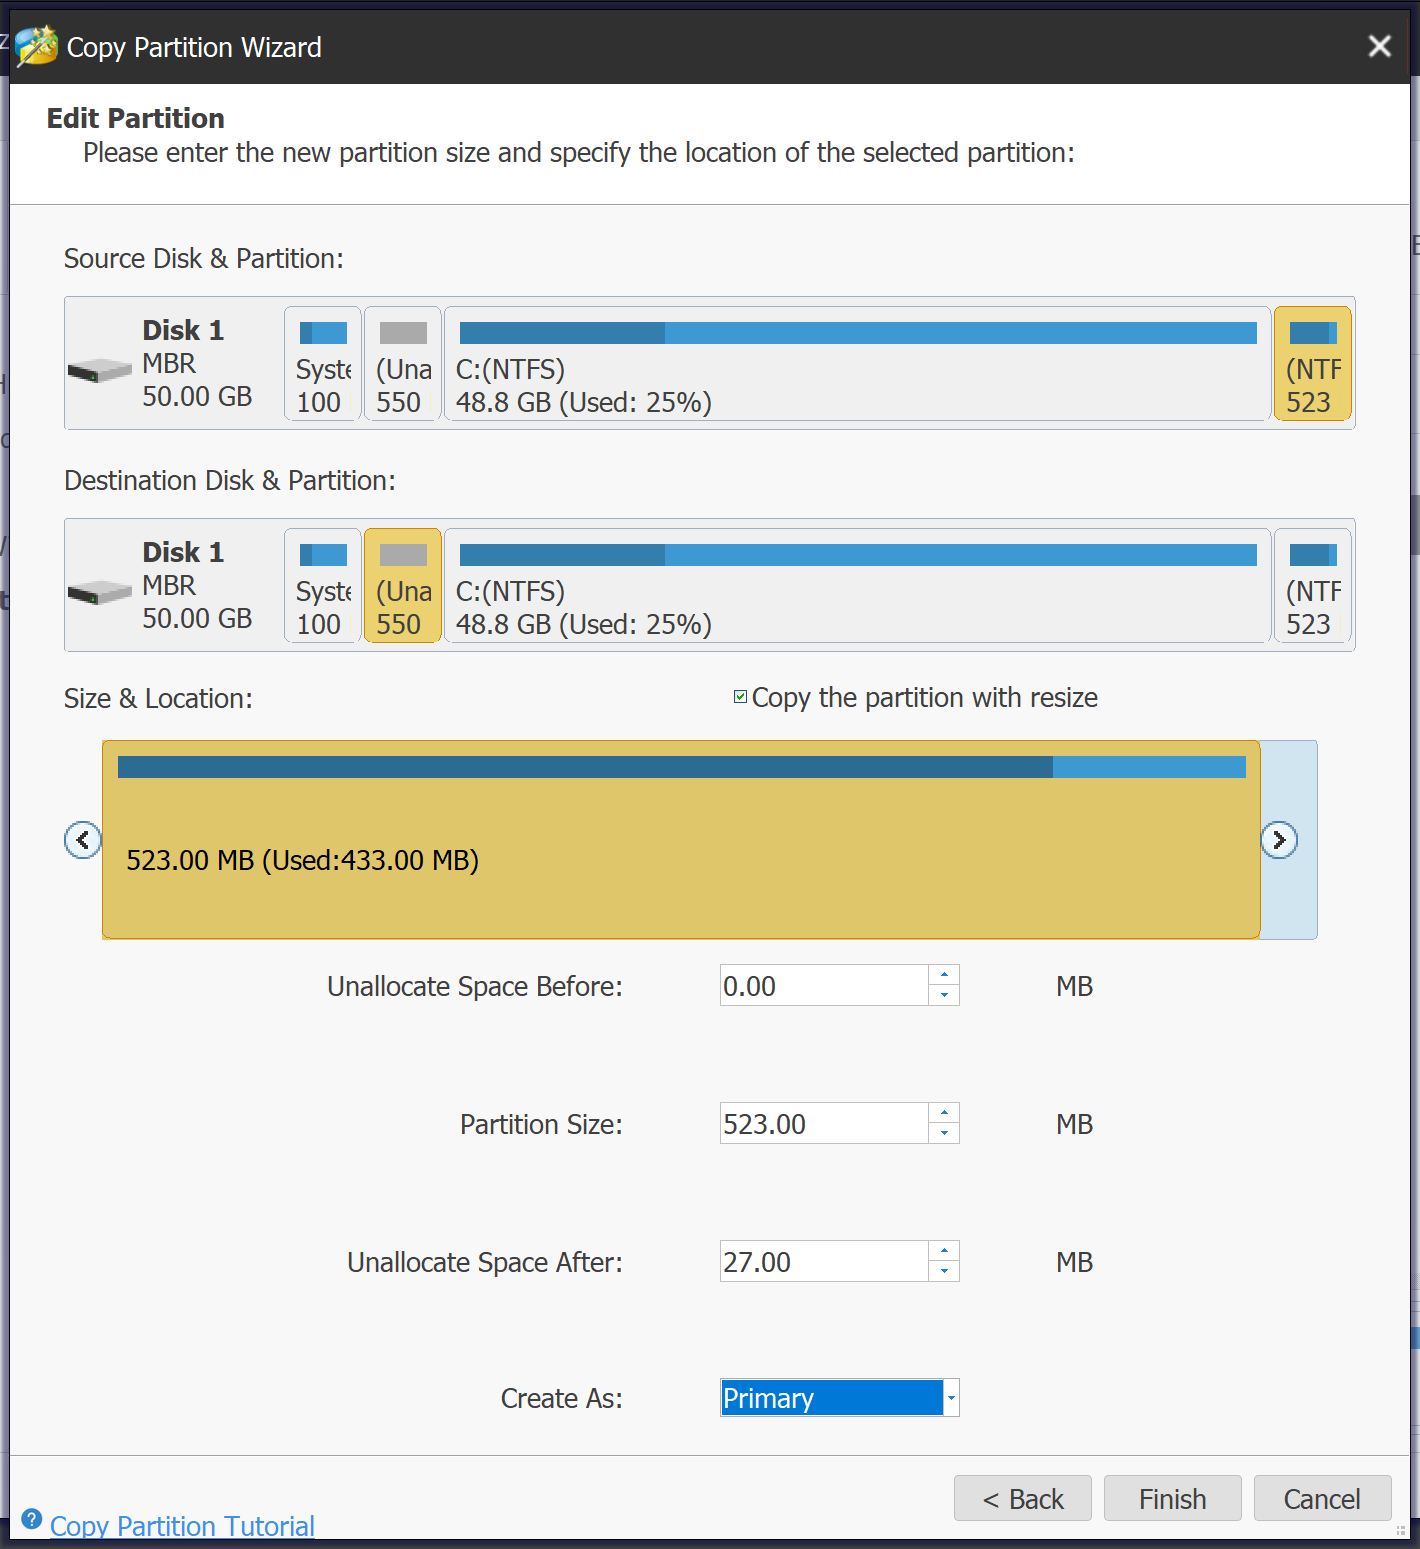 Copy Partition Wizard
Edit Partition
Please enter the new partition size and specify the location of the selected partition:
Source Disk & Partition:
Disk 1
MBR
50.00 GB
Syste
100
(Una
550
C:(NTFS)
48.8 GB (Used: 25%)
(NTF
523
Destination Disk & Partition:
Disk 1
MBR
50.00 GB
Syste
100
(Una
550
C:(NTFS)
48.8 GB (Used: 25%)
(NTF
523
Size & Location:
Copy the partition with resize
523.00 MB (Used:433.00 MB)
Unallocate Space Before:
0.00
MB
Partition Size:
523.00
MB
Unallocate Space After:
27.00
MB
Create As:
Primary
< Back
Finish
Cancel
? Copy Partition Tutorial